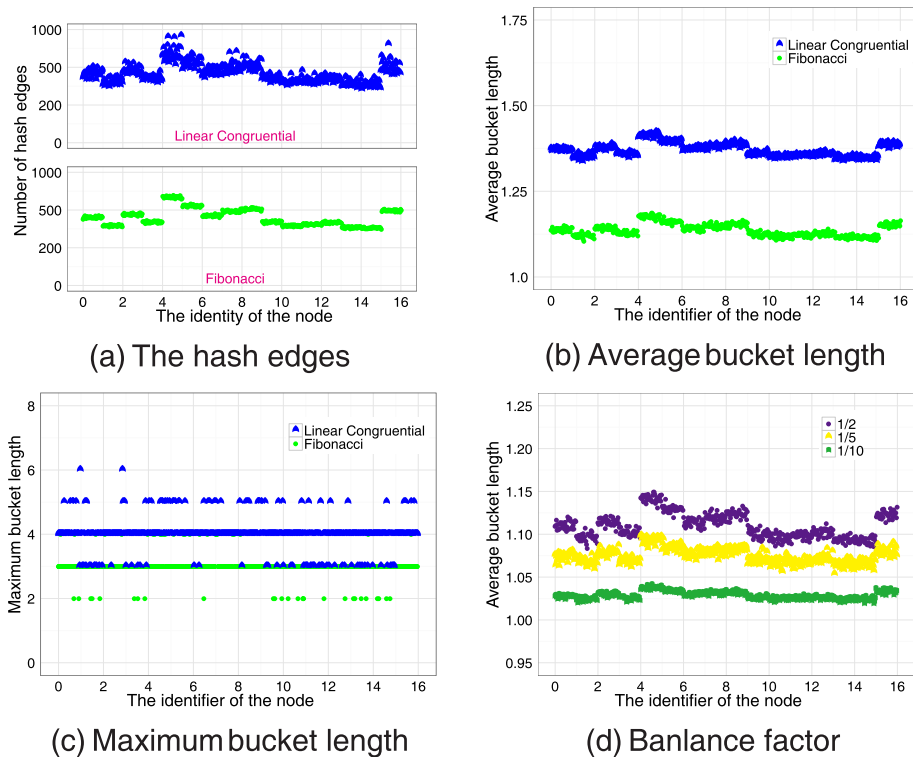 Number of hash edges
1000
500
200
0
Linear Congruential
1000
500
200
0
Fibonacci
0 2 4 6 8 10 12 14 16
The identity of the node
(a) The hash edges
Average bucket length
1.75
1.50
1.25
1.0
Linear Congruential
Fibonacci
0 2 4 6 8 10 12 14 16
The identifier of the node
(b) Average bucket length
Maximum bucket length
8
6
4
2
0
Linear Congruential
Fibonacci
0 2 4 6 8 10 12 14 16
The identifier of the node
(c) Maximum bucket length
Average bucket length
1.25
1.20
1.15
1.10
1.05
1.00
0.95
1/2
1/5
1/10
0 2 4 6 8 10 12 14 16
The identifier of the node
(d) Banlance factor